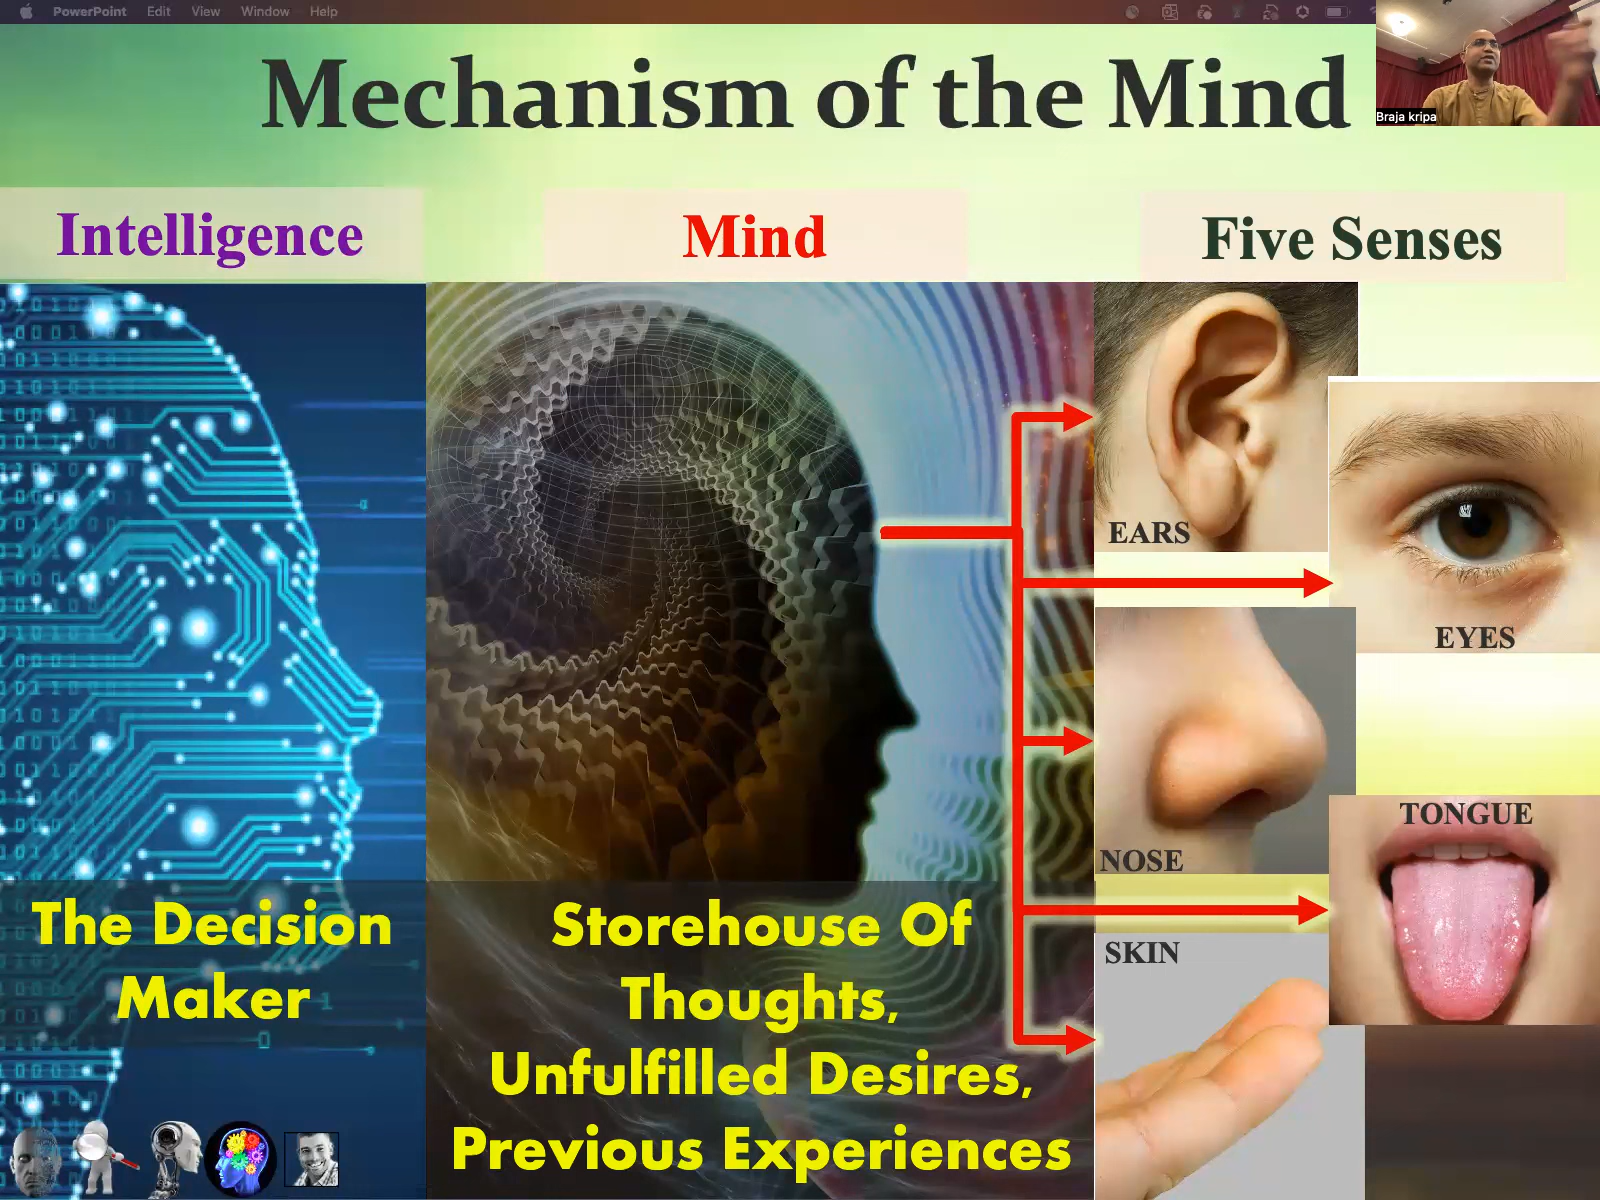 PowerPoint Edit View Window Help
Mechanism of the Mind
Braja kripa
Intelligence
Mind
Five Senses
EARS
EYES
NOSE
TONGUE
SKIN
The Decision
Maker
Storehouse Of
Thoughts,
Unfulfilled Desires,
Previous Experiences